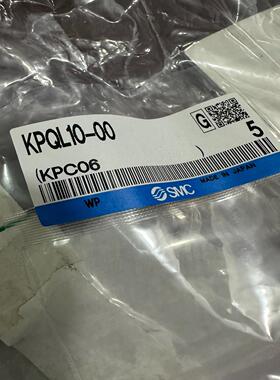 KPQL10-00
G
5
(KPC06 )
MADE IN JAPAN
WP
SMC